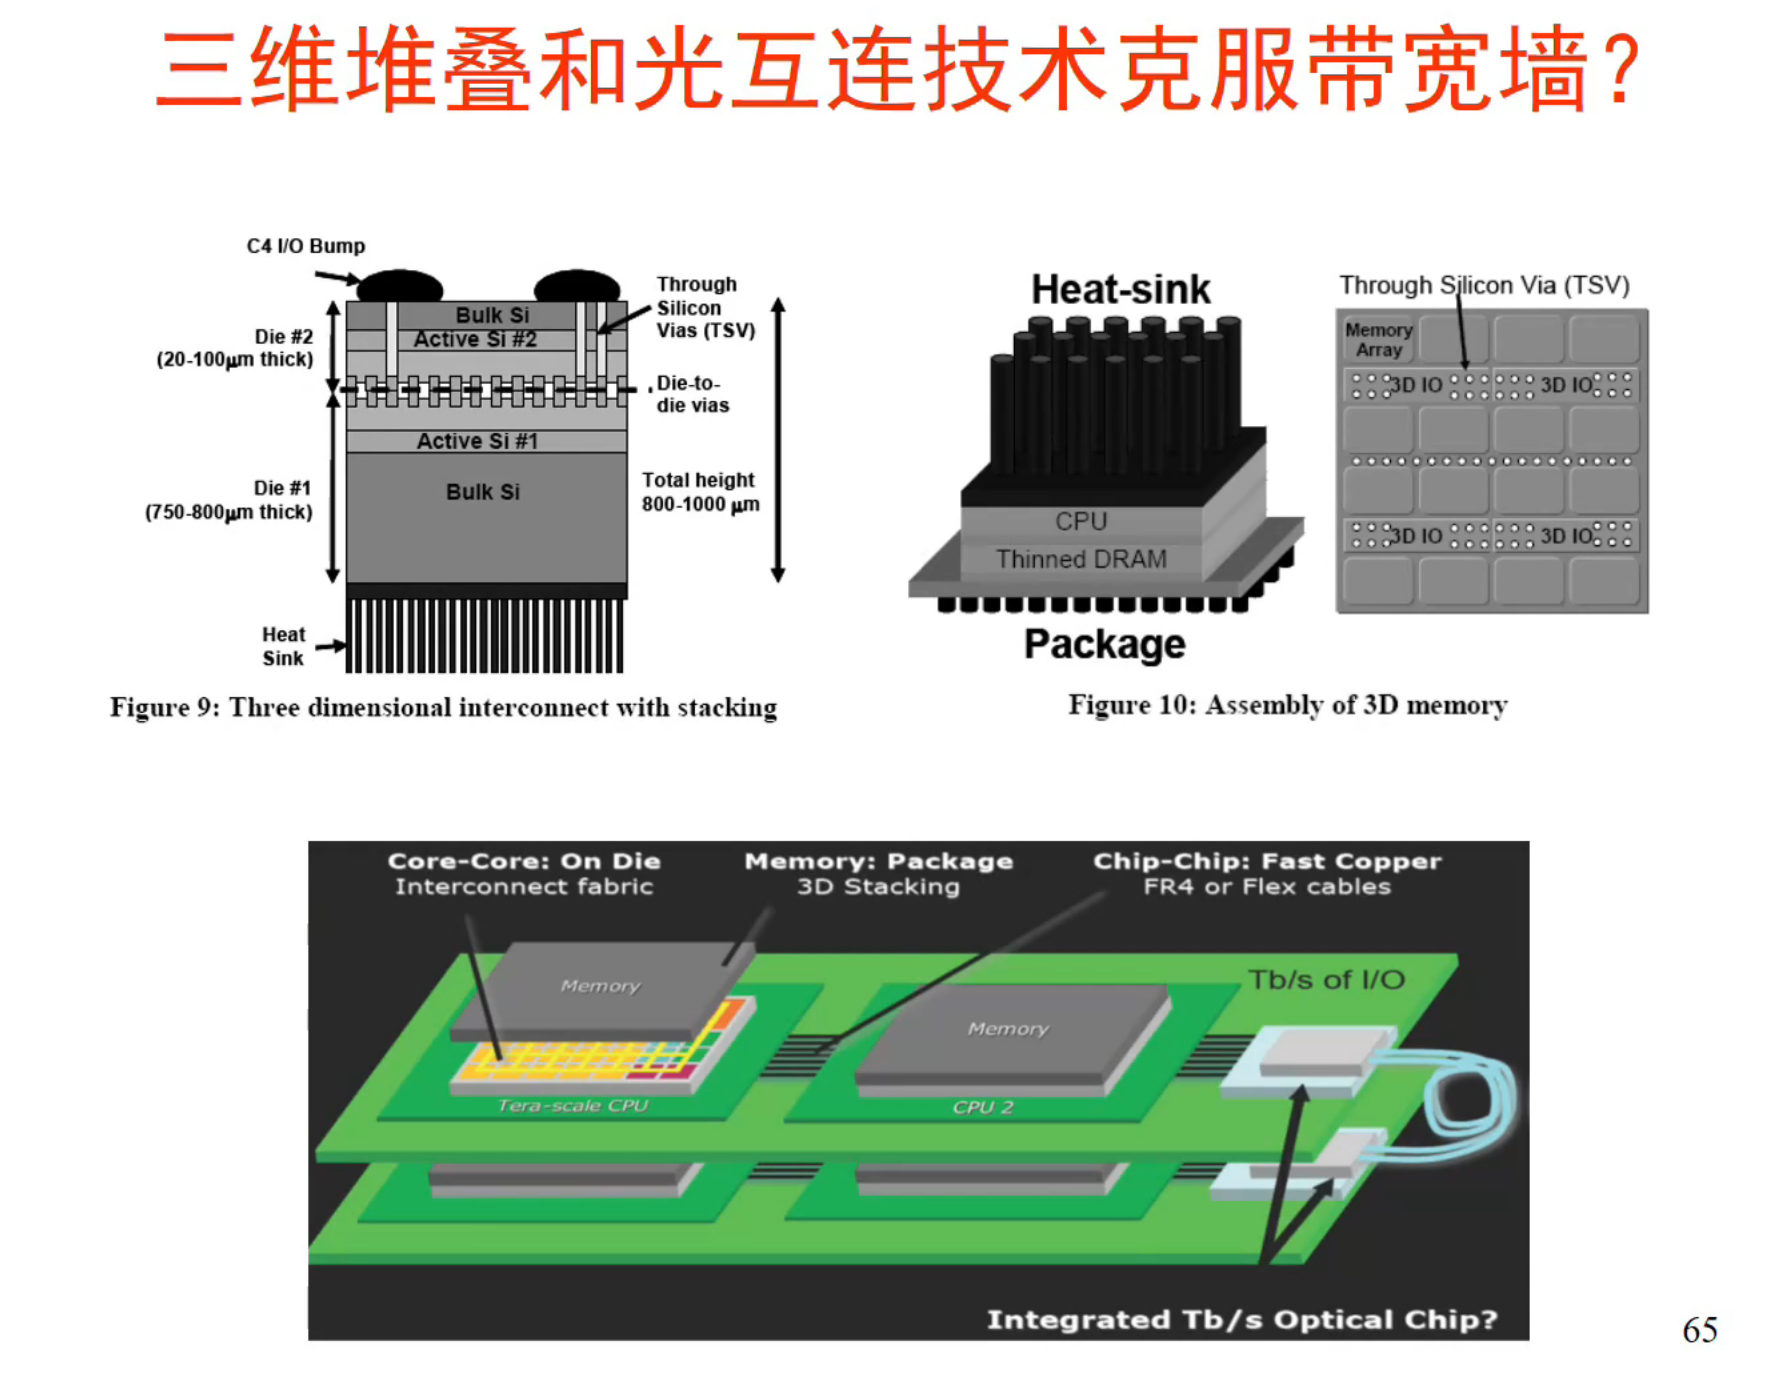 三维堆叠和光互连技术克服带宽墙?
C4 I/O Bump
Through
Silicon
Vias (TSV)
Bulk Si
Active Si #2
Die #2
(20-100μm thick)
Die-to-
die vias
Active Si #1
Bulk Si
Die #1
(750-800μm thick)
Total height
800-1000 μm
Heat
Sink
Figure 9: Three dimensional interconnect with stacking
Heat-sink
CPU
Thinned DRAM
Package
Through Silicon Via (TSV)
Memory
Array
3D IO
3D IO
3D IO
3D IO
Figure 10: Assembly of 3D memory
Core-Core: On Die
Interconnect fabric
Memory: Package
3D Stacking
Chip-Chip: Fast Copper
FR4 or Flex cables
Tb/s of I/O
Memory
Memory
Tera-scale CPU
CPU 2
Integrated Tb/s Optical Chip?
65